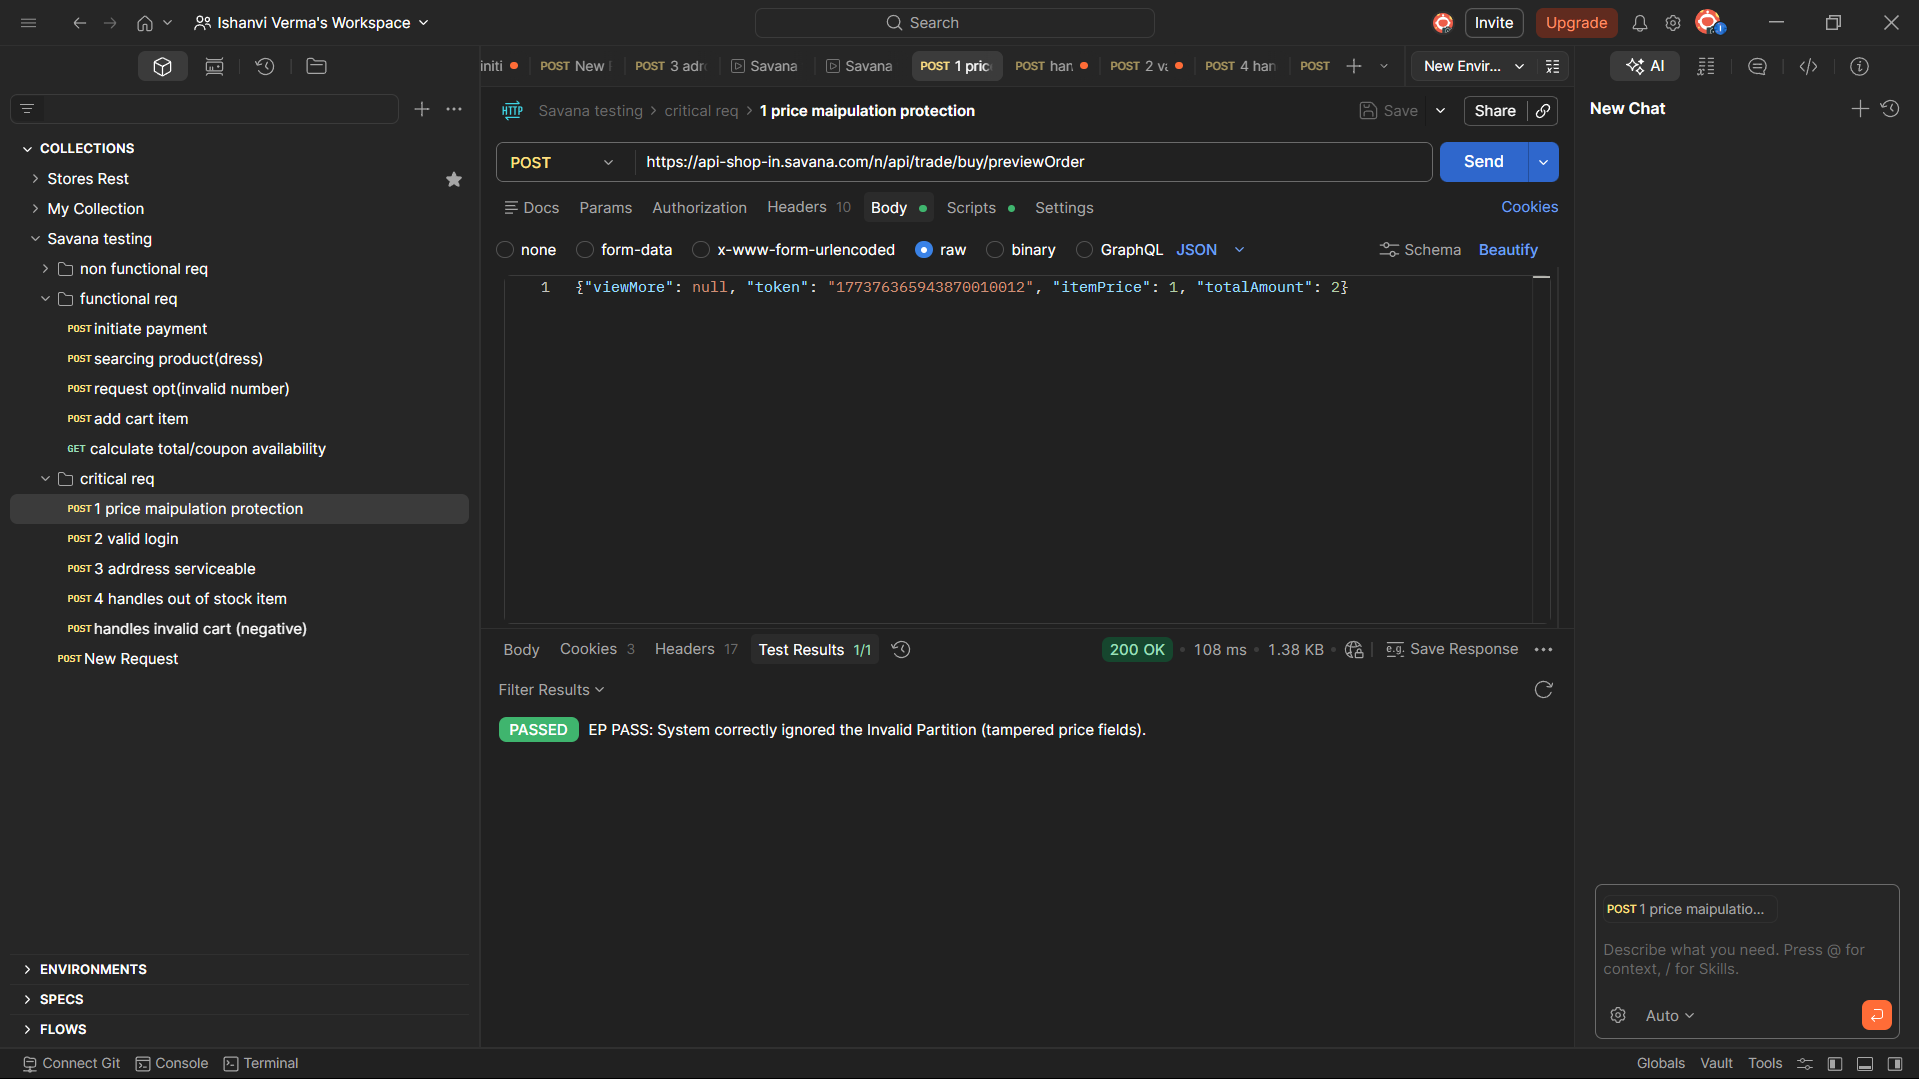 Ishanvi Verma's Workspace
Search
Invite
Upgrade
initi
POST New
POST 3 adr
Savana
Savana
POST 1 pric
POST han
POST 2 va
POST 4 han
POST
New Envir...
AI
Savana testing > critical req > 1 price maipulation protection
Save
Share
New Chat
COLLECTIONS
Stores Rest
My Collection
Savana testing
non functional req
functional req
POST initiate payment
POST searcing product(dress)
POST request opt(invalid number)
POST add cart item
GET calculate total/coupon availability
critical req
POST 1 price maipulation protection
POST 2 valid login
POST 3 adrdress serviceable
POST 4 handles out of stock item
POST handles invalid cart (negative)
POST New Request
HTTP
POST
https://api-shop-in.savana.com/n/api/trade/buy/previewOrder
Send
Docs
Params
Authorization
Headers 10
Body
Scripts
Settings
Cookies
none
form-data
x-www-form-urlencoded
raw
binary
GraphQL
JSON
Schema
Beautify
1 {"viewMore": null, "token": "177376365943870010012", "itemPrice": 1, "totalAmount": 2}
Body
Cookies 3
Headers 17
Test Results 1/1
200 OK
108 ms
1.38 KB
e.g. Save Response
Filter Results
PASSED EP PASS: System correctly ignored the Invalid Partition (tampered price fields).
POST 1 price maipulatio...
Describe what you need. Press @ for
context, / for Skills.
Auto
ENVIRONMENTS
SPECS
FLOWS
Connect Git
Console
Terminal
Globals
Vault
Tools